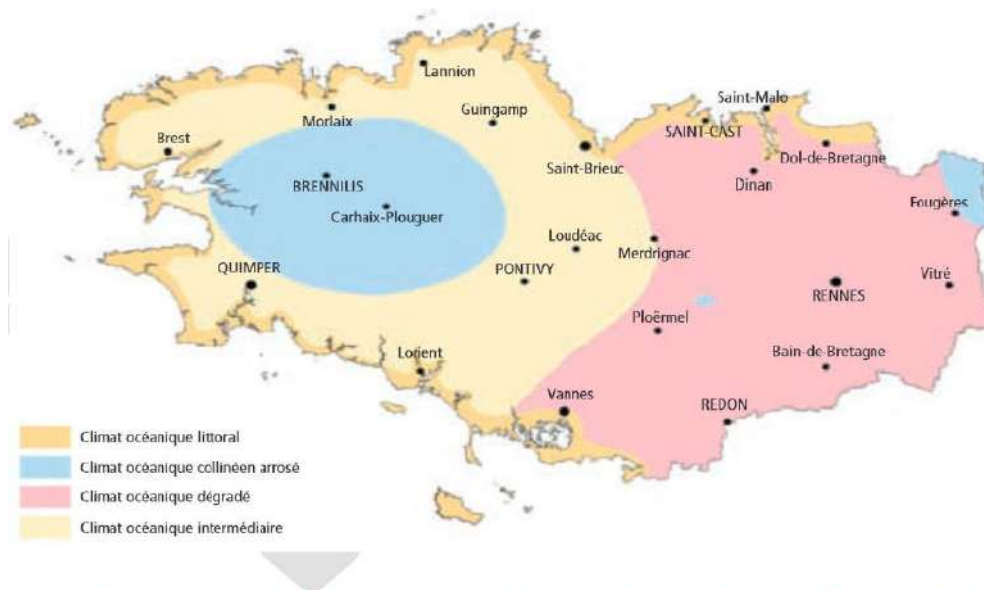 Lannion
Saint-Malo
Guingamp
Morlaix
SAINT-CAST
Brest
Saint-Brieuc
Dol-de-Bretagne
Dinan
BRENNILIS
Carhaix-Plouguer
Fougères
Loudéac
Merdrignac
QUIMPER
PONTIVY
Vitré
RENNES
Ploërmel
Lorient
Bain-de-Bretagne
Vannes
REDON
Climat océanique littoral
Climat océanique collinéen arrosé
Climat océanique dégradé
Climat océanique intermédiaire